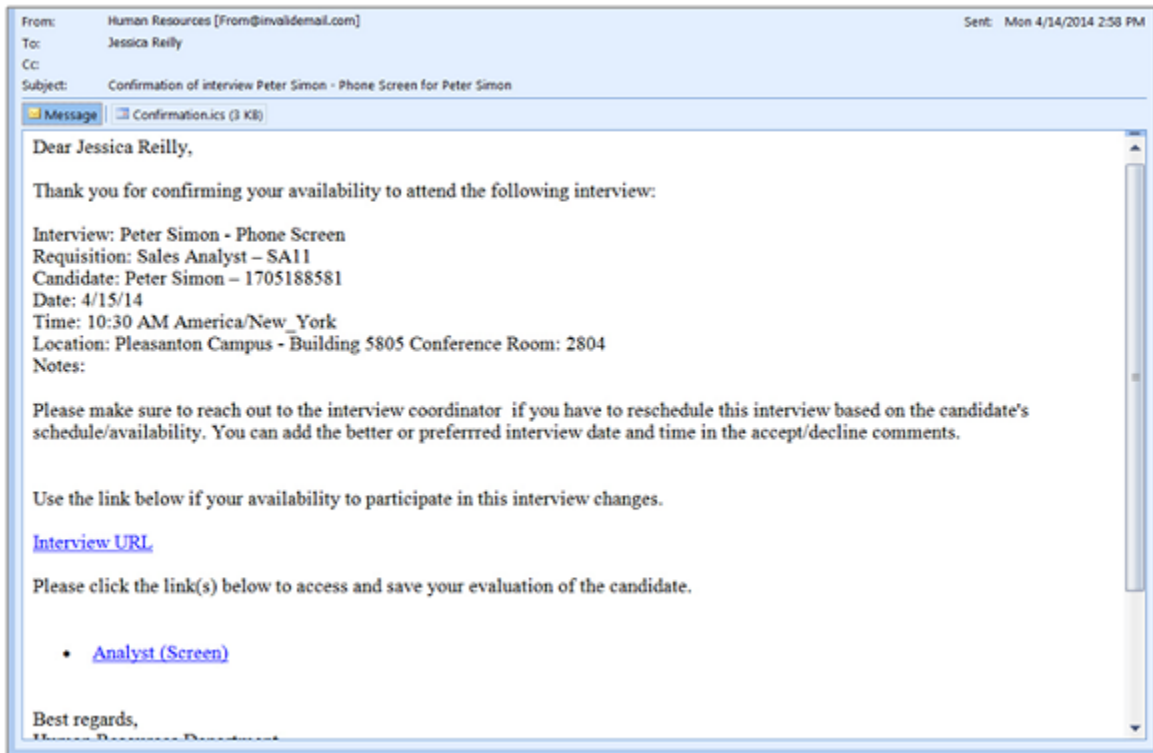 From: Human Resources [From@invalidemail.com] Sent: Mon 4/14/2014 2:58 PM
To: Jessica Reilly
Cc:
Subject: Confirmation of interview Peter Simon - Phone Screen for Peter Simon
Message Confirmation.ics (3 KB)
Dear Jessica Reilly,
Thank you for confirming your availability to attend the following interview:
Interview: Peter Simon - Phone Screen
Requisition: Sales Analyst – SA11
Candidate: Peter Simon – 1705188581
Date: 4/15/14
Time: 10:30 AM America/New_York
Location: Pleasanton Campus - Building 5805 Conference Room: 2804
Notes:
Please make sure to reach out to the interview coordinator  if you have to reschedule this interview based on the candidate's
schedule/availability. You can add the better or preferrred interview date and time in the accept/decline comments.
Use the link below if your availability to participate in this interview changes.
Interview URL
Please click the link(s) below to access and save your evaluation of the candidate.
• Analyst (Screen)
Best regards,
Human Resources Department